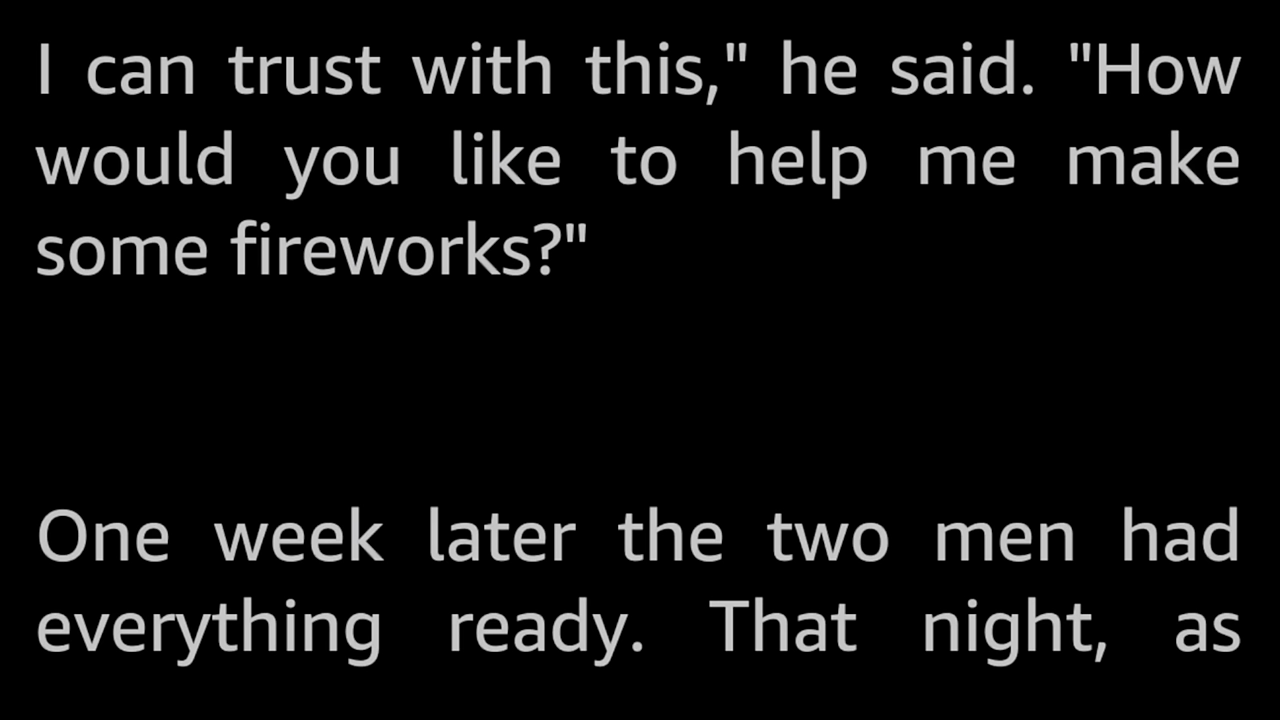 I can trust with this," he said. "How
would you like to help me make
some fireworks?"
One week later the two men had
everything ready. That night, as